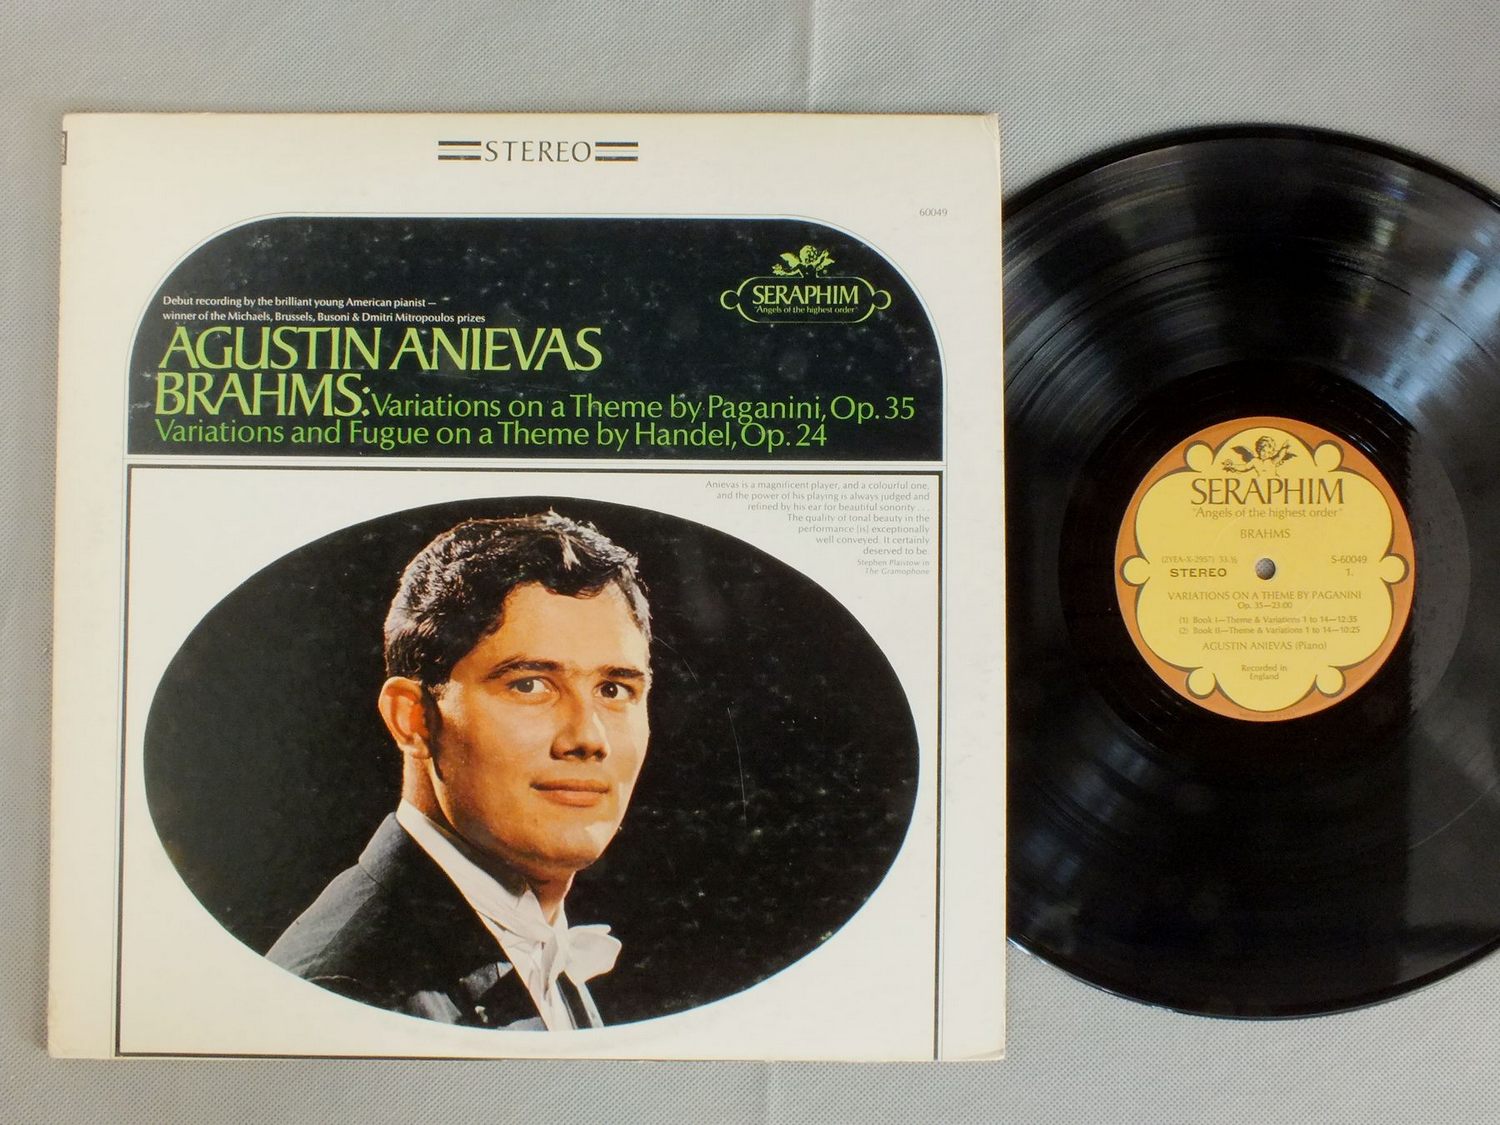 STEREO
60049
SERAPHIM
"Angels of the highest order"
Debut recording by the brilliant young American pianist —
winner of the Michaels, Brussels, Busoni & Dmitri Mitropoulos prizes
AGUSTIN ANIEVAS
BRAHMS: Variations on a Theme by Paganini, Op. 35
Variations and Fugue on a Theme by Handel, Op. 24
Anievas is a magnificent player, and a colourful one,
and the power of his playing is always judged and
refined by his ear for beautiful sonority . . .
The quality of tonal beauty in the
performance [is] exceptionally
well conveyed. It certainly
deserved to be.
Stephen Plaistow in
The Gramophone
SERAPHIM
"Angels of the highest order"
BRAHMS
(2YEA-X-2957) 33⅓ S-60049
STEREO 1.
VARIATIONS ON A THEME BY PAGANINI
Op. 35—23:00
(1) Book I—Theme & Variations 1 to 14—12:35
(2) Book II—Theme & Variations 1 to 14—10:25
AGUSTIN ANIEVAS (Piano)
Recorded in
England